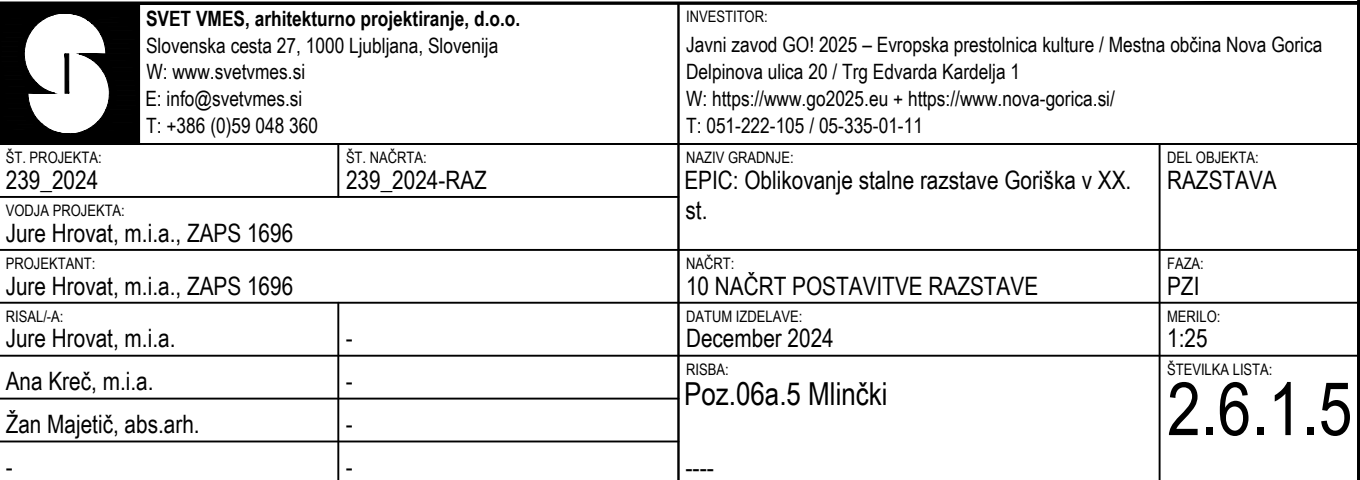 SVET VMES, arhitekturno projektiranje, d.o.o.
Slovenska cesta 27, 1000 Ljubljana, Slovenija
W: www.svetvmes.si
E: info@svetvmes.si
T: +386 (0)59 048 360
INVESTITOR:
Javni zavod GO! 2025 – Evropska prestolnica kulture / Mestna občina Nova Gorica
Delpinova ulica 20 / Trg Edvarda Kardelja 1
W: https://www.go2025.eu + https://www.nova-gorica.si/
T: 051-222-105 / 05-335-01-11
ŠT. PROJEKTA:
239_2024
ŠT. NAČRTA:
239_2024-RAZ
NAZIV GRADNJE:
EPIC: Oblikovanje stalne razstave Goriška v XX.
st.
DEL OBJEKTA:
RAZSTAVA
VODJA PROJEKTA:
Jure Hrovat, m.i.a., ZAPS 1696
PROJEKTANT:
Jure Hrovat, m.i.a., ZAPS 1696
NAČRT:
10 NAČRT POSTAVITVE RAZSTAVE
FAZA:
PZI
RISAL/-A:
Jure Hrovat, m.i.a.
-
DATUM IZDELAVE:
December 2024
MERILO:
1:25
Ana Kreč, m.i.a.
-
RISBA:
Poz.06a.5 Mlinčki
ŠTEVILKA LISTA:
2.6.1.5
Žan Majetič, abs.arh.
-
-
-
----